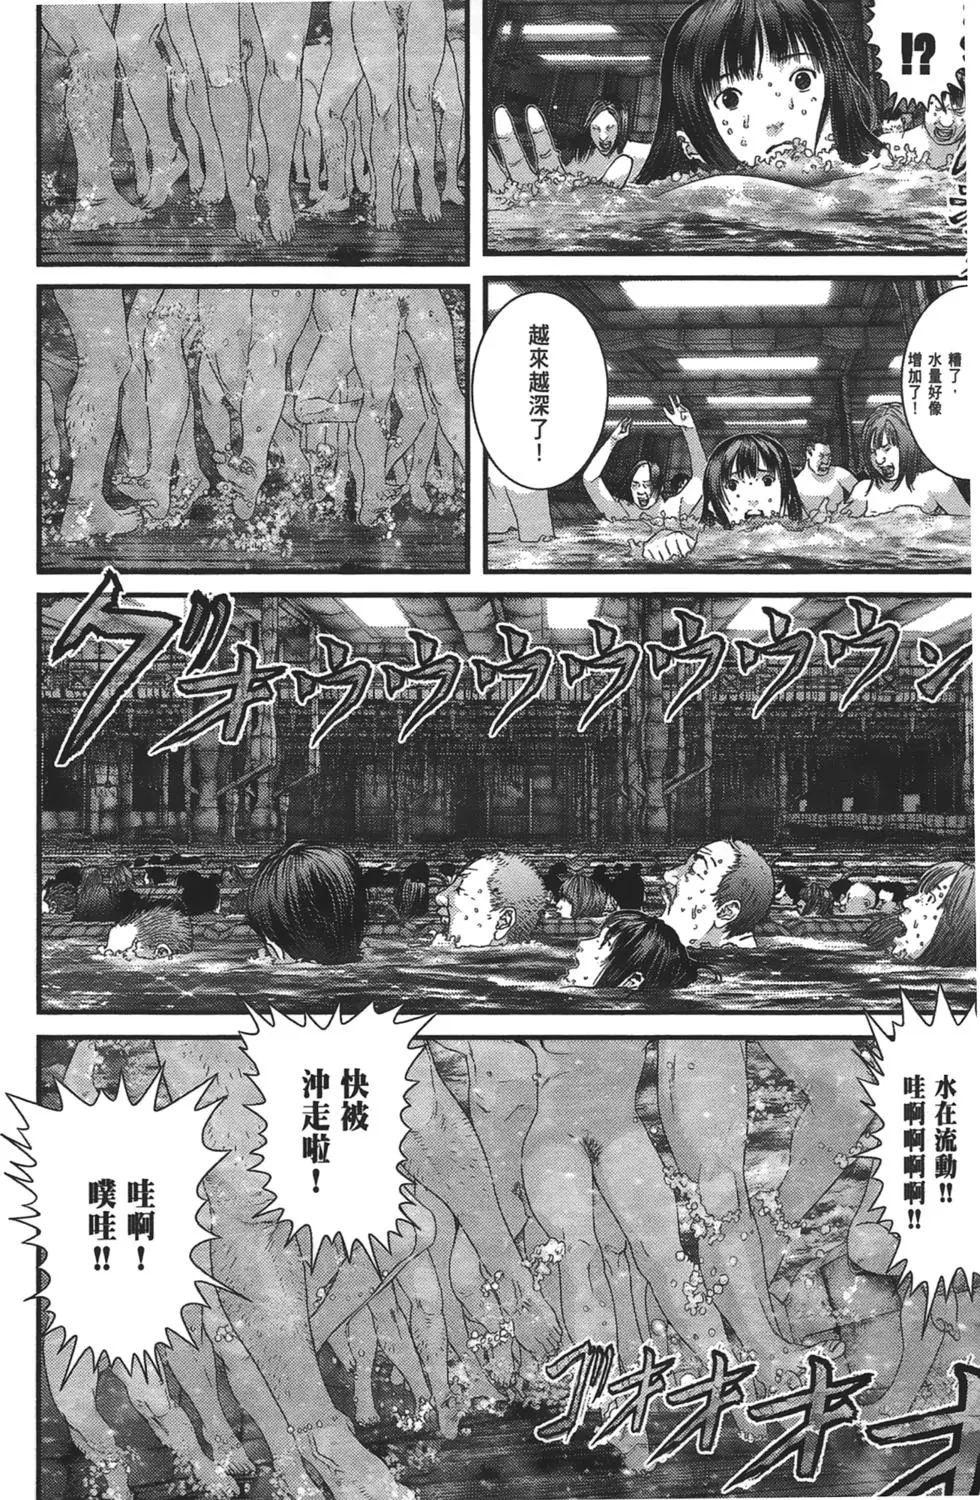 !?
糟了，
水量好像
增加了！
越來越深了！
グオウウウウウウウン
水在流動!!
哇啊啊啊啊!!
快被
沖走啦！
哇啊！
噗哇!!
ゴオオオオ